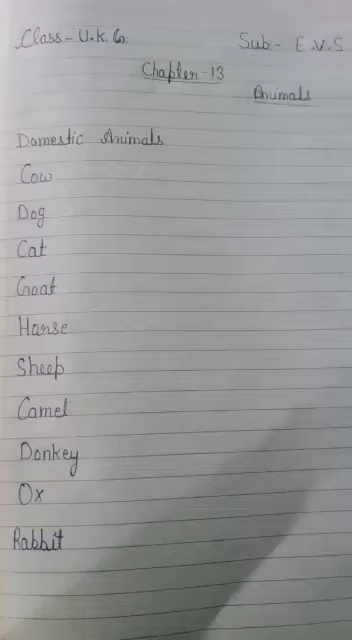 Class - U.K.G Sub - E.V.S
Chapter - 13
Animals
Domestic Animals
Cow
Dog
Cat
Goat
Horse
Sheep
Camel
Donkey
Ox
Rabbit